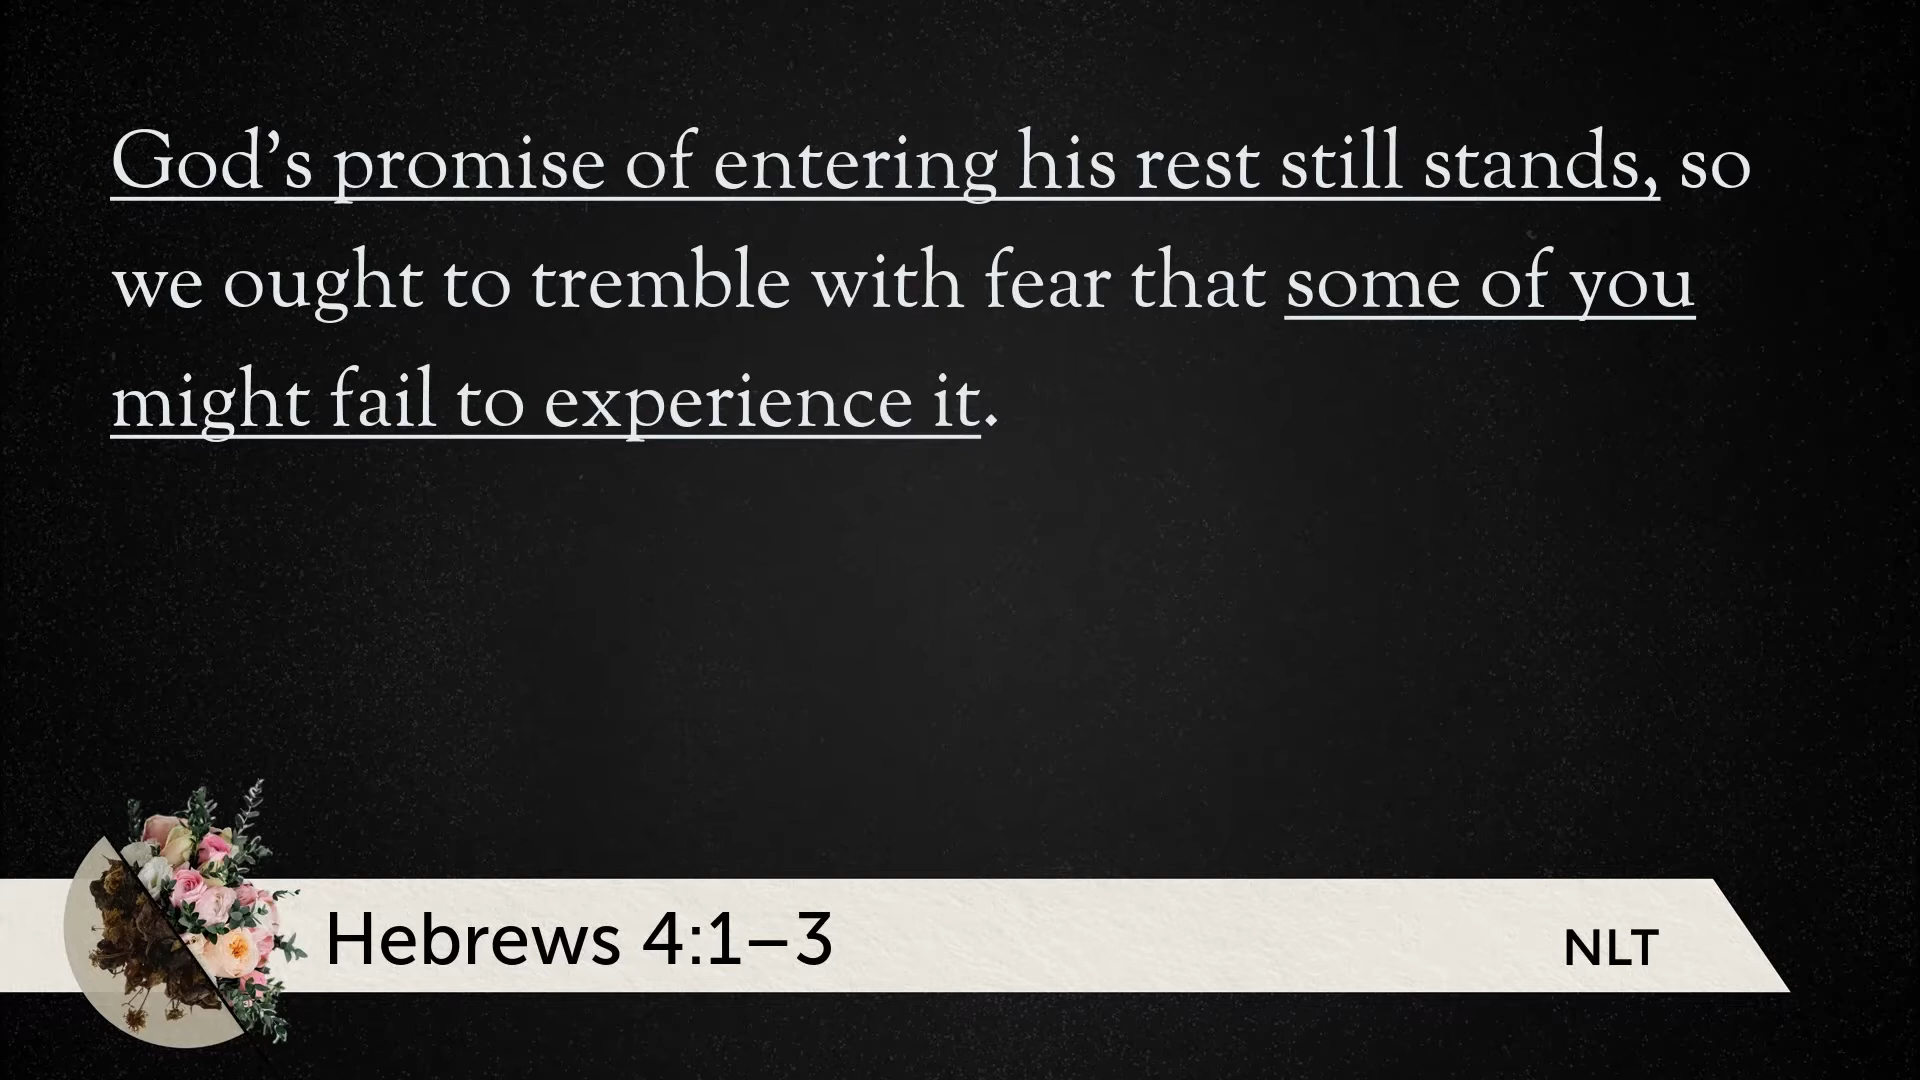 God’s promise of entering his rest still stands, so
we ought to tremble with fear that some of you
might fail to experience it.
Hebrews 4:1–3
NLT